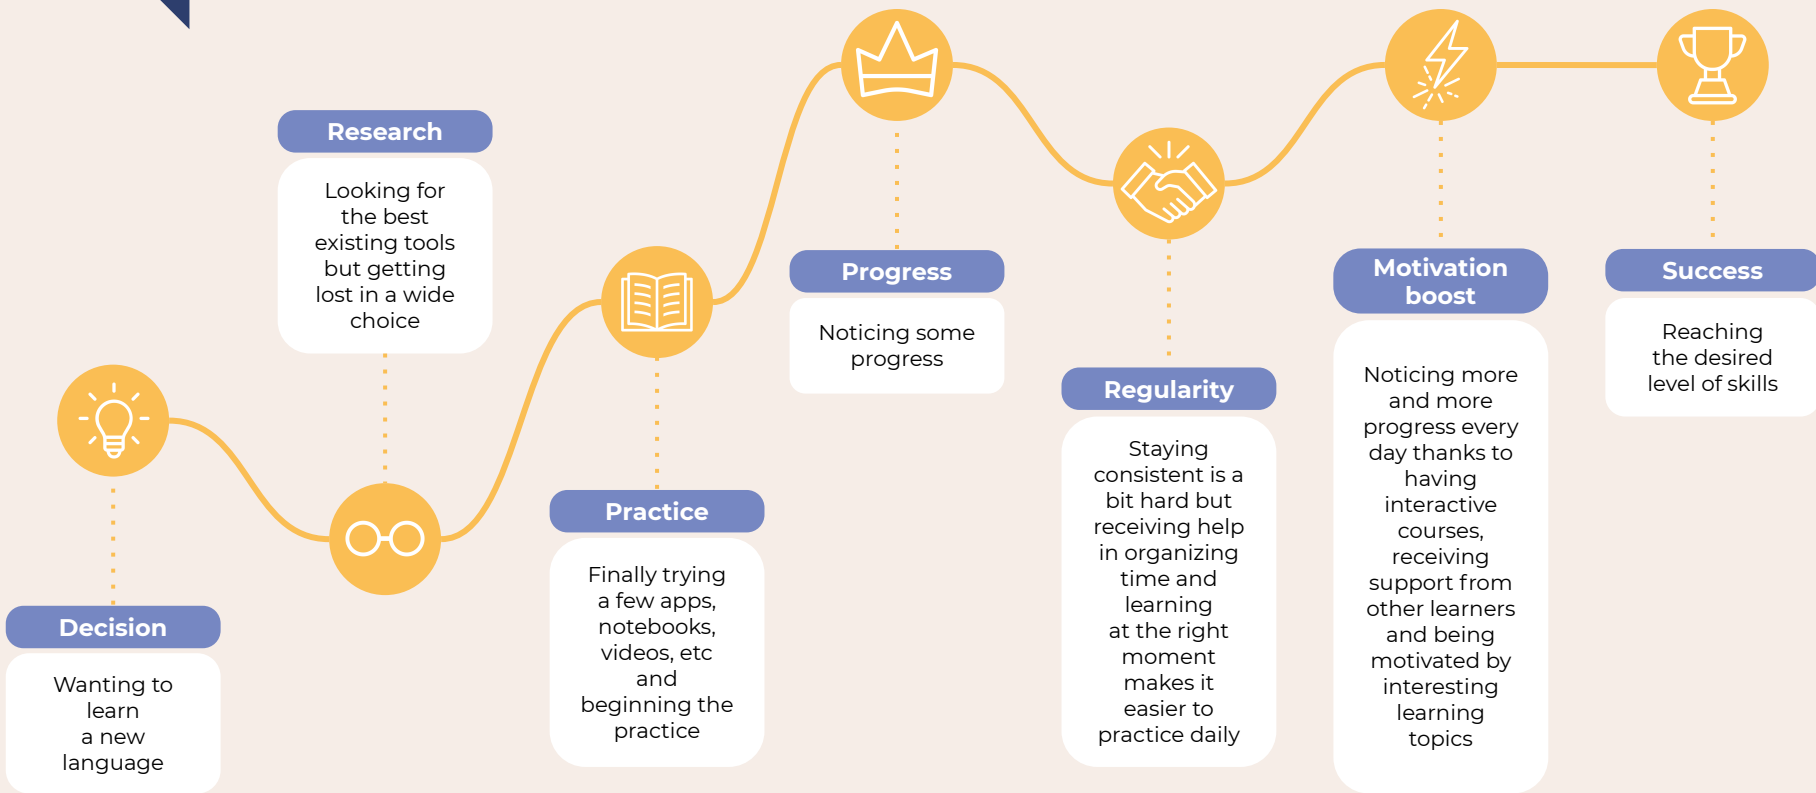 Decision
Wanting to
learn
a new
language
Research
Looking for
the best
existing tools
but getting
lost in a wide
choice
Practice
Finally trying
a few apps,
notebooks,
videos, etc
and
beginning the
practice
Progress
Noticing some
progress
Regularity
Staying
consistent is a
bit hard but
receiving help
in organizing
time and
learning
at the right
moment
makes it
easier to
practice daily
Motivation
boost
Noticing more
and more
progress every
day thanks to
having
interactive
courses,
receiving
support from
other learners
and being
motivated by
interesting
learning
topics
Success
Reaching
the desired
level of skills